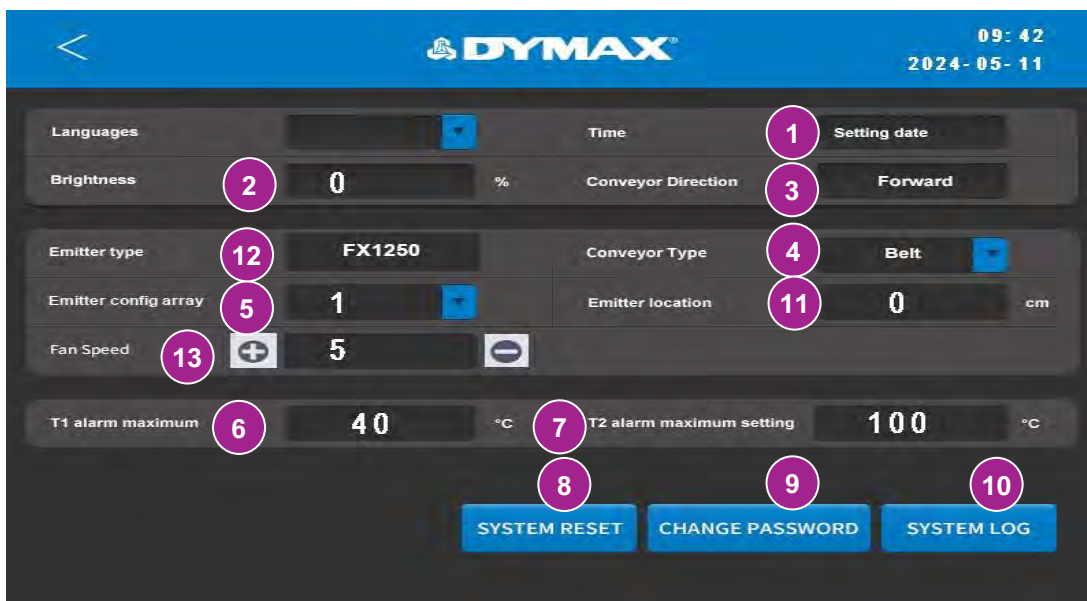 DYMAX
09:42
2024-05-11
Languages
Time
1
Setting date
Brightness
2
0
%
Conveyor Direction
3
Forward
Emitter type
12
FX1250
Conveyor Type
4
Belt
Emitter config array
5
1
Emitter location
11
0
cm
Fan Speed
13
5
T1 alarm maximum
6
40
°C
7
T2 alarm maximum setting
100
°C
8
9
10
SYSTEM RESET
CHANGE PASSWORD
SYSTEM LOG